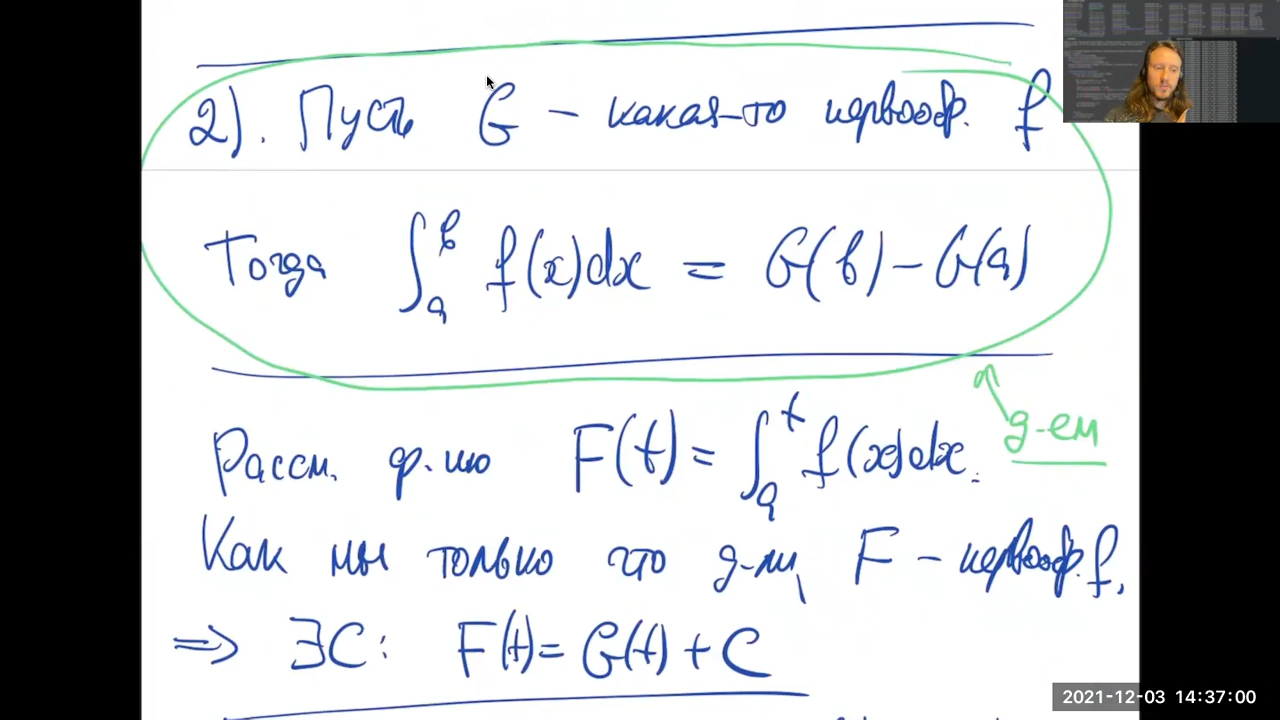 2). Пусть G – какая-то первообр. f
Тогда ∫_a^b f(x)dx = G(b) – G(a)
д-ем
Рассм. ф-цию F(t) = ∫_a^t f(x)dx.
Как мы только что д-ли, F – первообр. f,
⇒ ∃C: F(t) = G(t) + C
2021-12-03 14:37:00